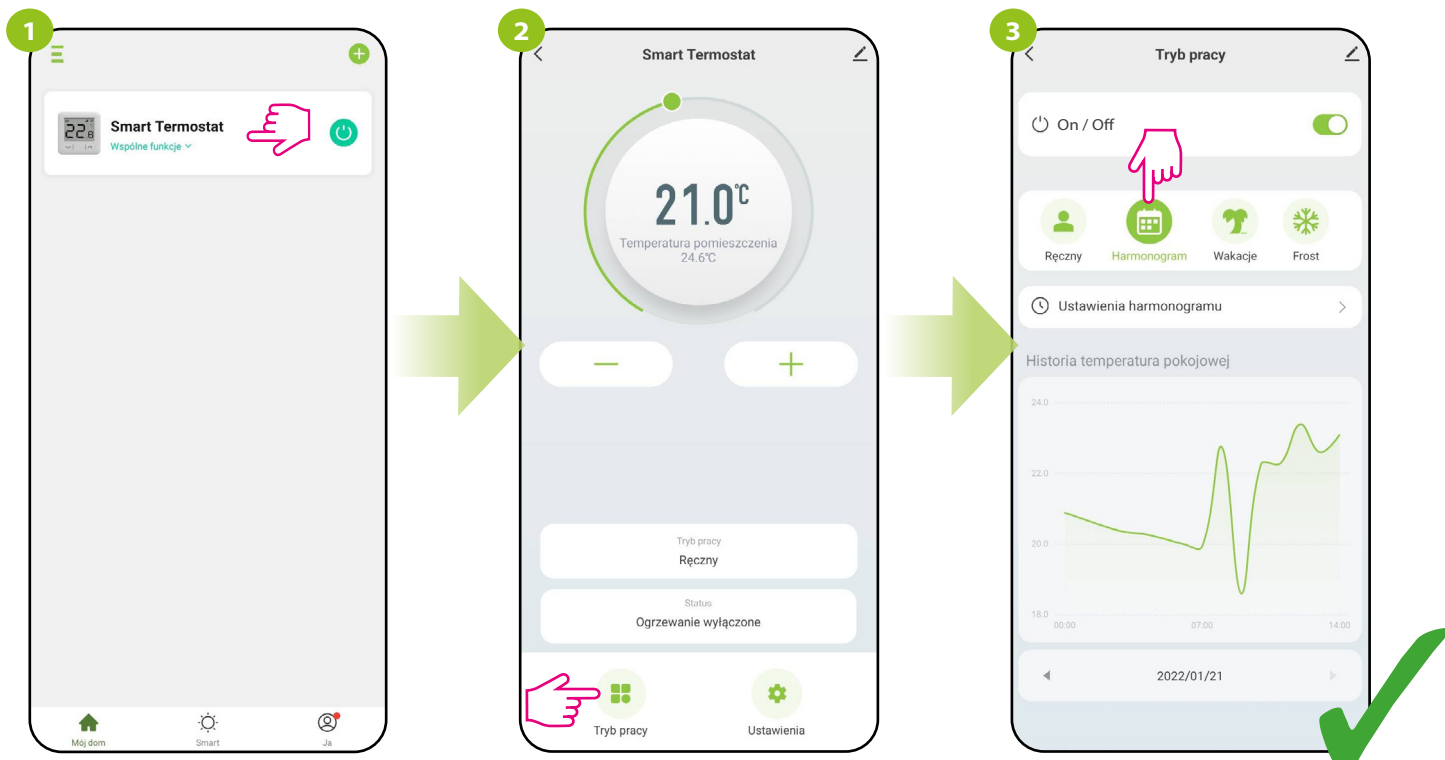 1
Smart Termostat
Wspólne funkcje
Mój dom
Smart
Ja
2
Smart Termostat
21.0°C
Temperatura pomieszczenia
24.6°C
Tryb pracy
Ręczny
Status
Ogrzewanie wyłączone
Tryb pracy
Ustawienia
3
Tryb pracy
On / Off
Ręczny
Harmonogram
Wakacje
Frost
Ustawienia harmonogramu
Historia temperatura pokojowej
24.0
22.0
20.0
18.0
00:00
07:00
14:00
2022/01/21